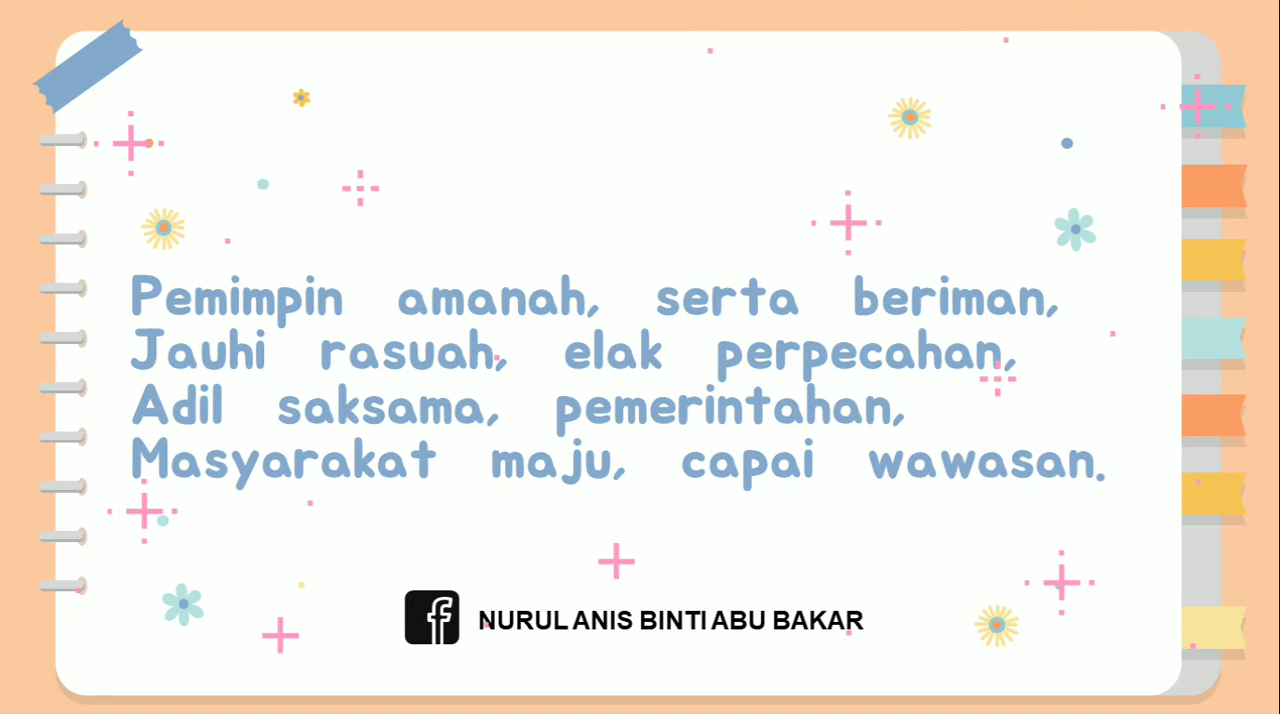 Pemimpin amanah, serta beriman,
Jauhi rasuah, elak perpecahan,
Adil saksama, pemerintahan,
Masyarakat maju, capai wawasan.
NURUL ANIS BINTI ABU BAKAR